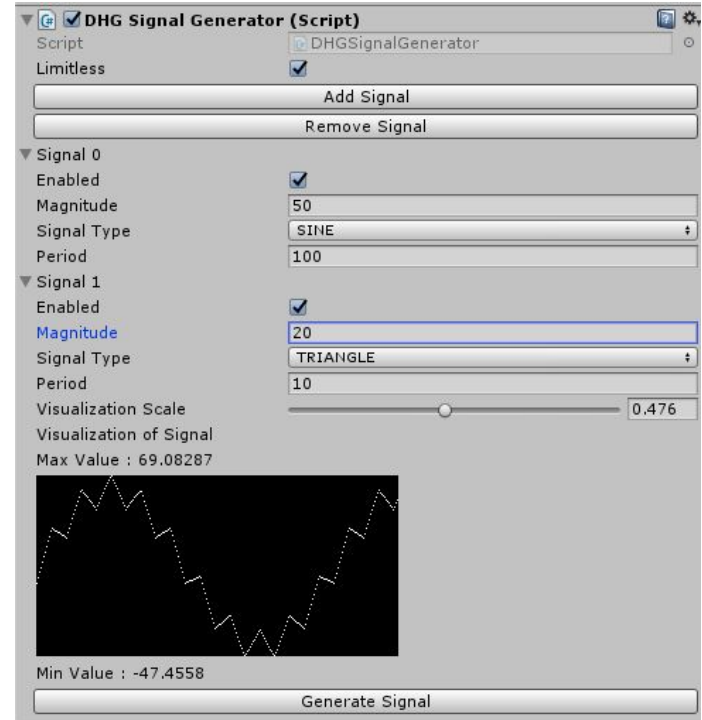 DHG Signal Generator (Script)
Script DHGSignalGenerator
Limitless
Add Signal
Remove Signal
Signal 0
Enabled
Magnitude 50
Signal Type SINE
Period 100
Signal 1
Enabled
Magnitude 20
Signal Type TRIANGLE
Period 10
Visualization Scale 0.476
Visualization of Signal
Max Value : 69.08287
Min Value : -47.4558
Generate Signal